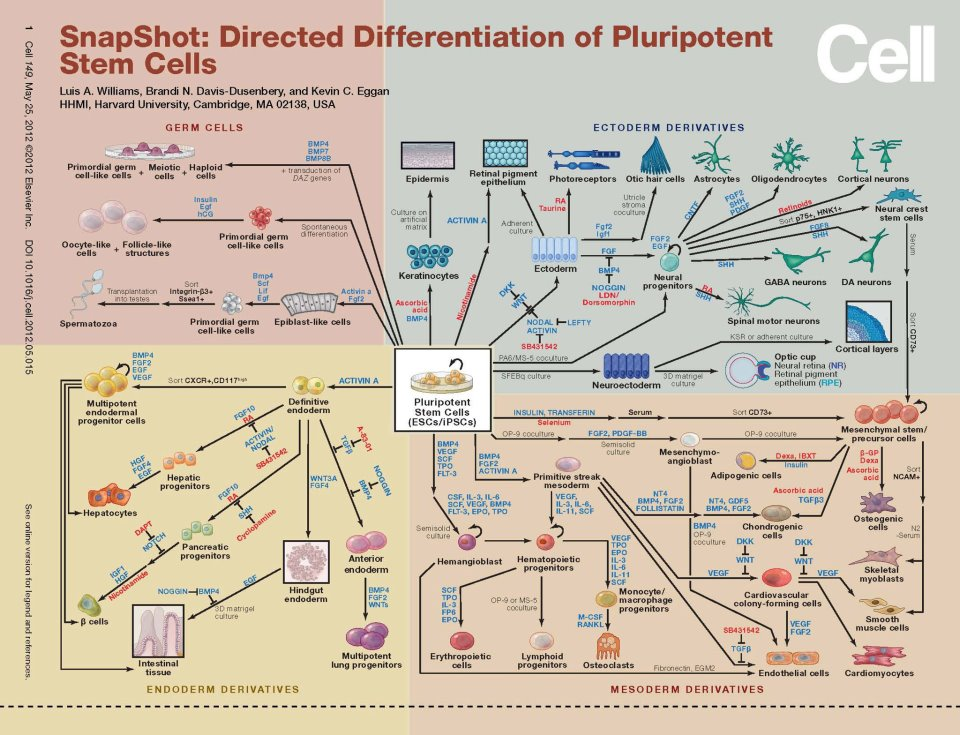 SnapShot: Directed Differentiation of Pluripotent
Stem Cells
Cell
Luis A. Williams, Brandi N. Davis-Dusenbery, and Kevin C. Eggan
HHMI, Harvard University, Cambridge, MA 02138, USA
1 Cell 149, May 25, 2012 ©2012 Elsevier Inc. DOI 10.1016/j.cell.2012.05.015
See online version for legend and references.
GERM CELLS
Primordial germ
cell-like cells + Meiotic
cells + Haploid
cells
BMP4
BMP7
BMP8B
+ transduction of
DAZ genes
Oocyte-like
cells + Follicle-like
structures
Insulin
Egf
hCG
Primordial germ
cell-like cells
Spontaneous
differentiation
Spermatozoa
Transplantation
into testes
Sort
Integrin-β3+
Ssea1+
Primordial germ
cell-like cells
Bmp4
Scf
Lif
Egf
Epiblast-like cells
Activin a
Fgf2
ECTODERM DERIVATIVES
Epidermis
Retinal pigment
epithelium
Photoreceptors
Otic hair cells
Astrocytes
Oligodendrocytes
Cortical neurons
Culture on
artificial
matrix
ACTIVIN A
Adherent
culture
RA
Taurine
Utricle
stroma
coculture
CNTF
FGF2
SHH
PDGF
Retinoids
Sort p75+, HNK1+
Neural crest
stem cells
Keratinocytes
Ascorbic
acid
BMP4
Nicotinamide
Ectoderm
Fgf2
Igf1
FGF
BMP4
NOGGIN
LDN/
Dorsomorphin
FGF2
EGF
Neural
progenitors
FGF8
SHH
SHH
GABA neurons
DA neurons
Serum
RA
SHH
Spinal motor neurons
DKK
WNT
NODAL
ACTIVIN
LEFTY
SB431542
PA6/MS-5 coculture
SFEBq culture
Neuroectoderm
KSR or adherent culture
3D matrigel
culture
Cortical layers
Optic cup
Neural retina (NR)
Retinal pigment
epithelium (RPE)
Sort CD73+
Pluripotent
Stem Cells
(ESCs/iPSCs)
BMP4
FGF2
EGF
VEGF
Sort CXCR+,CD117high
ACTIVIN A
Multipotent
endodermal
progenitor cells
Definitive
endoderm
FGF10
RA
ACTIVIN/
NODAL
SB431542
A-83-01
TGFβ
NOGGIN
BMP4
WNT3A
FGF4
HGF
FGF4
EGF
Hepatic
progenitors
Hepatocytes
FGF10
RA
SHH
Cyclopamine
DAPT
NOTCH
Pancreatic
progenitors
IGF1
HGF
Nicotinamide
β cells
NOGGIN
BMP4
EGF
3D matrigel
culture
Hindgut
endoderm
Anterior
endoderm
BMP4
FGF2
WNTs
Intestinal
tissue
Multipotent
lung progenitors
ENDODERM DERIVATIVES
INSULIN, TRANSFERIN
Selenium
Serum
Sort CD73+
Mesenchymal stem/
precursor cells
OP-9 coculture
FGF2, PDGF-BB
Semisolid
culture
Mesenchymo-
angioblast
OP-9 coculture
BMP4
VEGF
SCF
TPO
FLT-3
BMP4
FGF2
ACTIVIN A
Primitive streak
mesoderm
Dexa, IBXT
Insulin
Adipogenic cells
β-GP
Dexa
Ascorbic
acid
Sort
NCAM+
Osteogenic
cells
CSF, IL-3, IL-6
SCF, VEGF, BMP4
FLT-3, EPO, TPO
VEGF,
IL-3, IL-6,
IL-11, SCF
NT4
BMP4, FGF2
FOLLISTATIN
NT4, GDF5
BMP4, FGF2
Ascorbic acid
TGFβ3
Chondrogenic
cells
N2
-Serum
Semisolid
culture
Hemangioblast
Hematopoietic
progenitors
VEGF
TPO
EPO
IL-3
IL-6
IL-11
SCF
BMP4
OP-9
coculture
DKK
WNT
DKK
WNT
VEGF
VEGF
Cardiovascular
colony-forming cells
Skeletal
myoblasts
SCF
TPO
IL-3
FP6
EPO
OP-9 or MS-5
coculture
Monocyte/
macrophage
progenitors
M-CSF
RANKL
SB431542
TGFβ
VEGF
FGF2
Smooth
muscle cells
Erythropoietic
cells
Lymphoid
progenitors
Osteoclasts
Fibronectin, EGM2
Endothelial cells
Cardiomyocytes
MESODERM DERIVATIVES